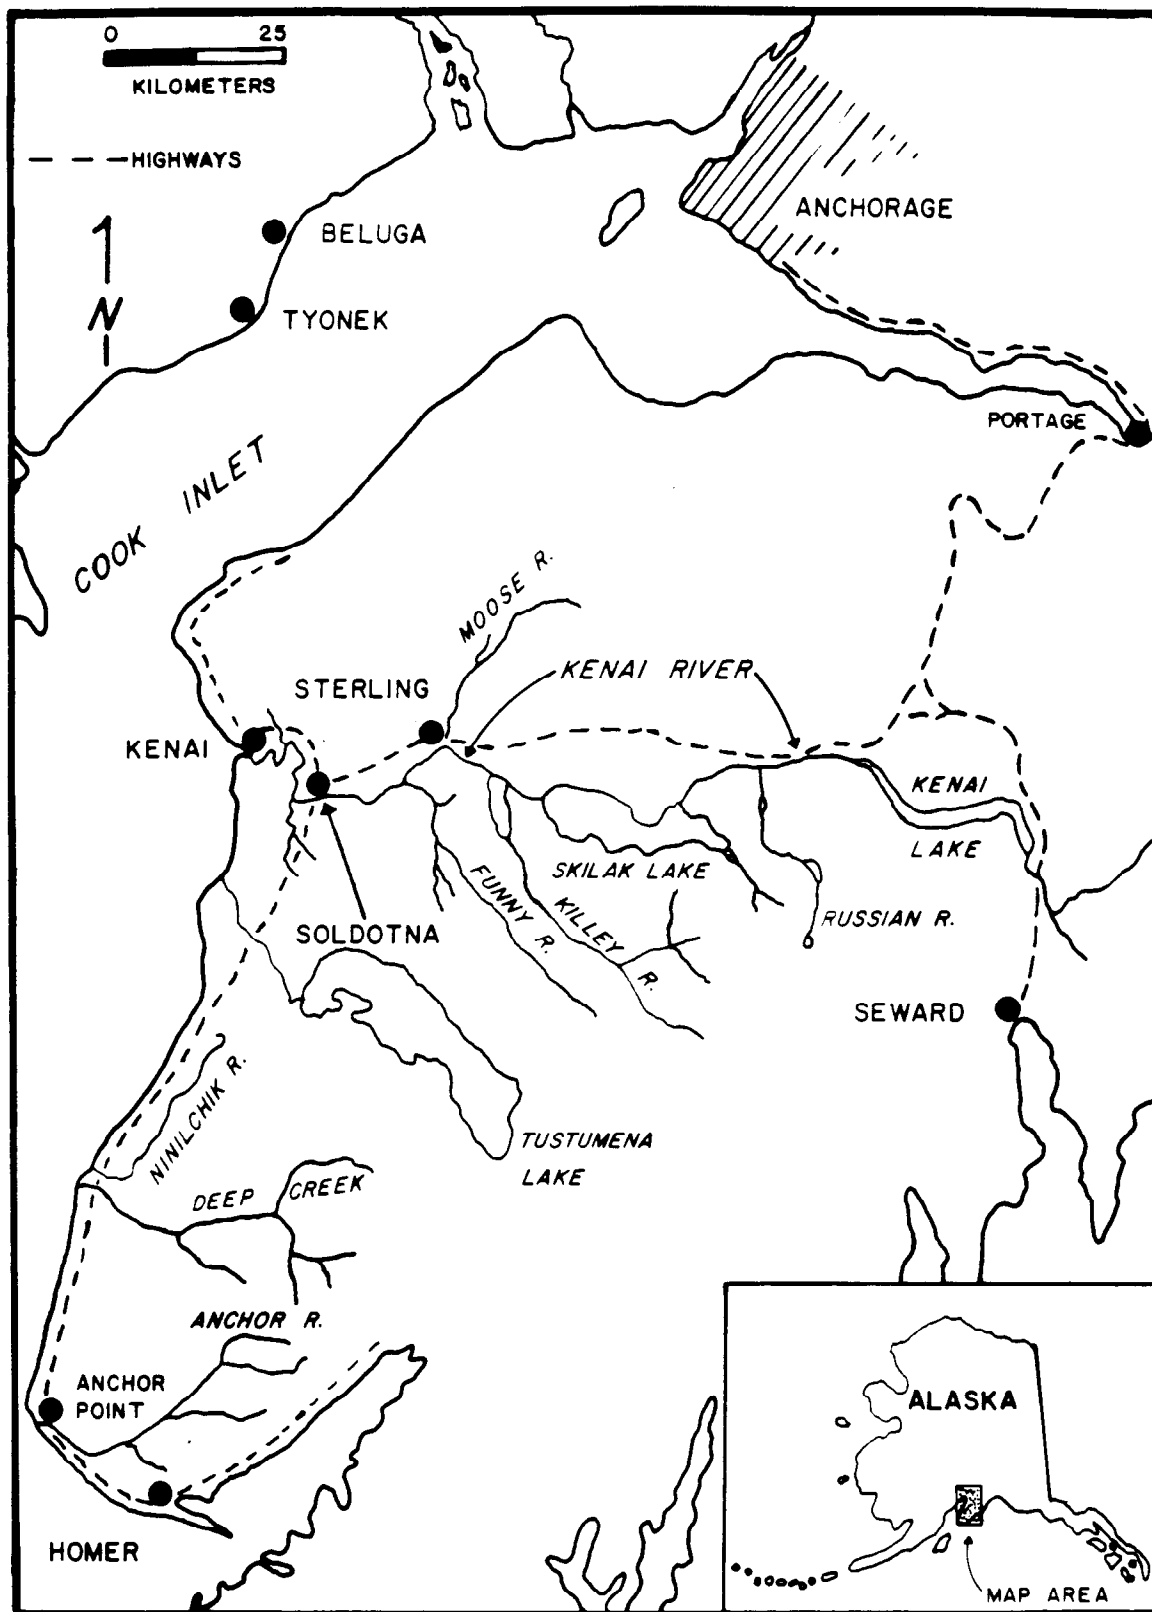 0 25
KILOMETERS
HIGHWAYS
N
BELUGA
TYONEK
ANCHORAGE
PORTAGE
COOK INLET
MOOSE R.
STERLING
KENAI RIVER
KENAI
KENAI
LAKE
SKILAK LAKE
FUNNY R.
KILLEY R.
RUSSIAN R.
SOLDOTNA
SEWARD
NINILCHIK R.
TUSTUMENA
LAKE
DEEP CREEK
ANCHOR R.
ANCHOR
POINT
HOMER
ALASKA
MAP AREA